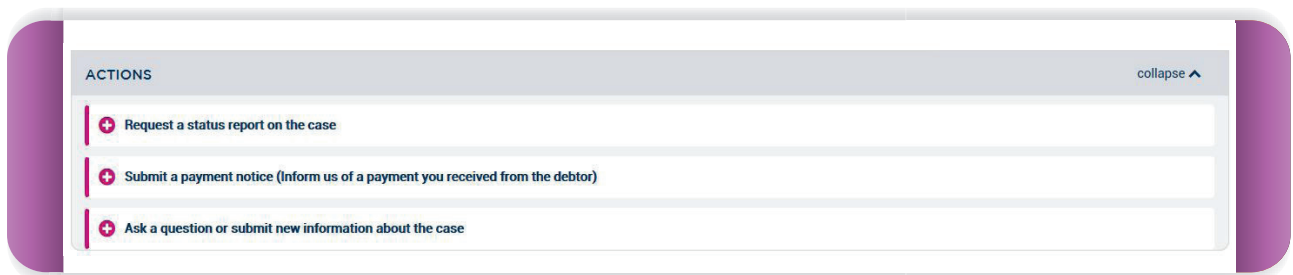 ACTIONS
collapse
Request a status report on the case
Submit a payment notice (Inform us of a payment you received from the debtor)
Ask a question or submit new information about the case